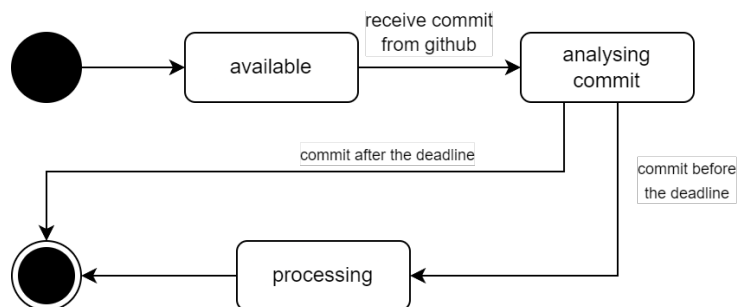 receive commit
from github
available
analysing
commit
commit after the deadline
commit before
the deadline
processing